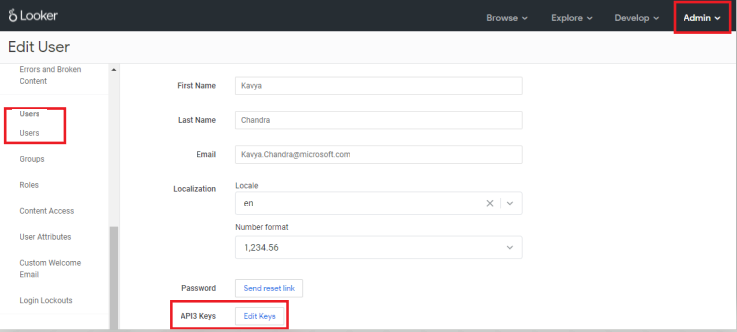 Looker
Browse
Explore
Develop
Admin
Edit User
Errors and Broken
Content
Users
Users
Groups
Roles
Content Access
User Attributes
Custom Welcome
Email
Login Lockouts
First Name
Kavya
Last Name
Chandra
Email
Kavya.Chandra@microsoft.com
Localization
Locale
en
Number format
1,234.56
Password
Send reset link
API3 Keys
Edit Keys